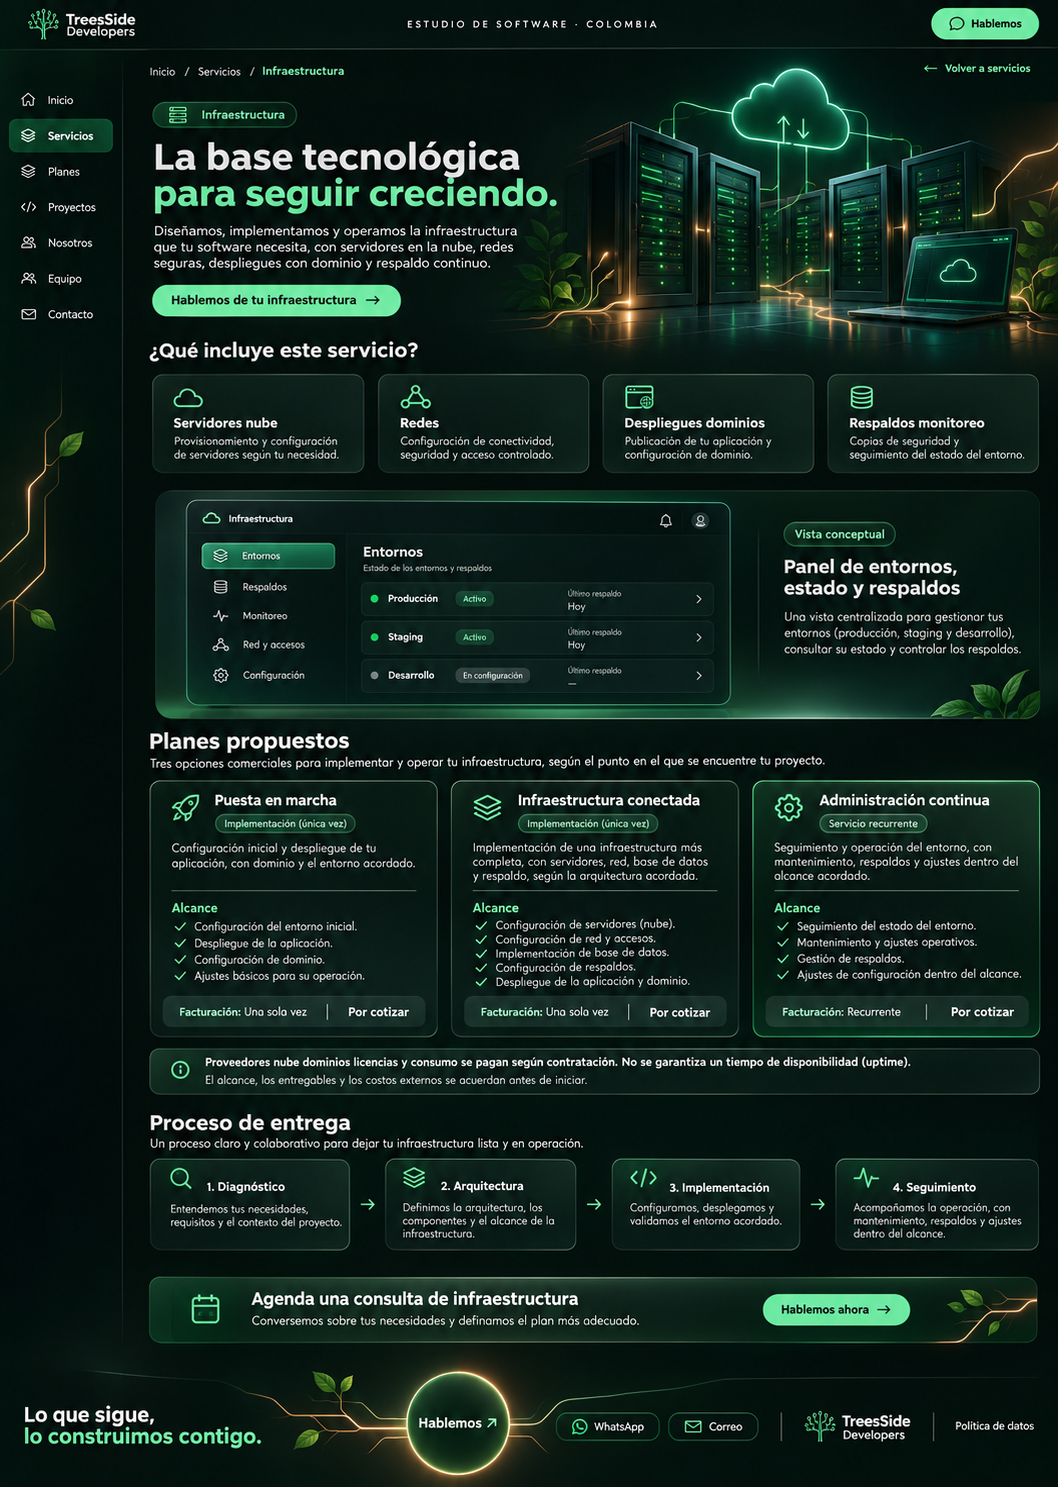 TreesSide
Developers
ESTUDIO DE SOFTWARE · COLOMBIA
Hablemos
Inicio / Servicios / Infraestructura
← Volver a servicios
Inicio
Servicios
Planes
Proyectos
Nosotros
Equipo
Contacto
Infraestructura
La base tecnológica
para seguir creciendo.
Diseñamos, implementamos y operamos la infraestructura
que tu software necesita, con servidores en la nube, redes
seguras, despliegues con dominio y respaldo continuo.
Hablemos de tu infraestructura →
¿Qué incluye este servicio?
Servidores nube
Provisionamiento y configuración
de servidores según tu necesidad.
Redes
Configuración de conectividad,
seguridad y acceso controlado.
Despliegues dominios
Publicación de tu aplicación y
configuración de dominio.
Respaldos monitoreo
Copias de seguridad y
seguimiento del estado del entorno.
Infraestructura
Entornos
Respaldos
Monitoreo
Red y accesos
Configuración
Entornos
Estado de los entornos y respaldos
Producción Activo Último respaldo
Hoy
Staging Activo Último respaldo
Hoy
Desarrollo En configuración Último respaldo
—
Vista conceptual
Panel de entornos,
estado y respaldos
Una vista centralizada para gestionar tus
entornos (producción, staging y desarrollo),
consultar su estado y controlar los respaldos.
Planes propuestos
Tres opciones comerciales para implementar y operar tu infraestructura, según el punto en el que se encuentre tu proyecto.
Puesta en marcha
Implementación (única vez)
Configuración inicial y despliegue de tu
aplicación, con dominio y el entorno acordado.
Alcance
Configuración del entorno inicial.
Despliegue de la aplicación.
Configuración de dominio.
Ajustes básicos para su operación.
Facturación: Una sola vez | Por cotizar
Infraestructura conectada
Implementación (única vez)
Implementación de una infraestructura más
completa, con servidores, red, base de datos
y respaldo, según la arquitectura acordada.
Alcance
Configuración de servidores (nube).
Configuración de red y accesos.
Implementación de base de datos.
Configuración de respaldos.
Despliegue de la aplicación y dominio.
Facturación: Una sola vez | Por cotizar
Administración continua
Servicio recurrente
Seguimiento y operación del entorno, con
mantenimiento, respaldos y ajustes dentro del
alcance acordado.
Alcance
Seguimiento del estado del entorno.
Mantenimiento y ajustes operativos.
Gestión de respaldos.
Ajustes de configuración dentro del alcance.
Facturación: Recurrente | Por cotizar
Proveedores nube dominios licencias y consumo se pagan según contratación. No se garantiza un tiempo de disponibilidad (uptime).
El alcance, los entregables y los costos externos se acuerdan antes de iniciar.
Proceso de entrega
Un proceso claro y colaborativo para dejar tu infraestructura lista y en operación.
1. Diagnóstico
Entendemos tus necesidades,
requisitos y el contexto del proyecto.
→
2. Arquitectura
Definimos la arquitectura, los
componentes y el alcance de la
infraestructura.
→
3. Implementación
Configuramos, desplegamos y
validamos el entorno acordado.
→
4. Seguimiento
Acompañamos la operación, con
mantenimiento, respaldos y ajustes
dentro del alcance.
Agenda una consulta de infraestructura
Conversemos sobre tus necesidades y definamos el plan más adecuado.
Hablemos ahora →
Lo que sigue,
lo construimos contigo.
Hablemos ↗
WhatsApp
Correo
TreesSide
Developers
Política de datos